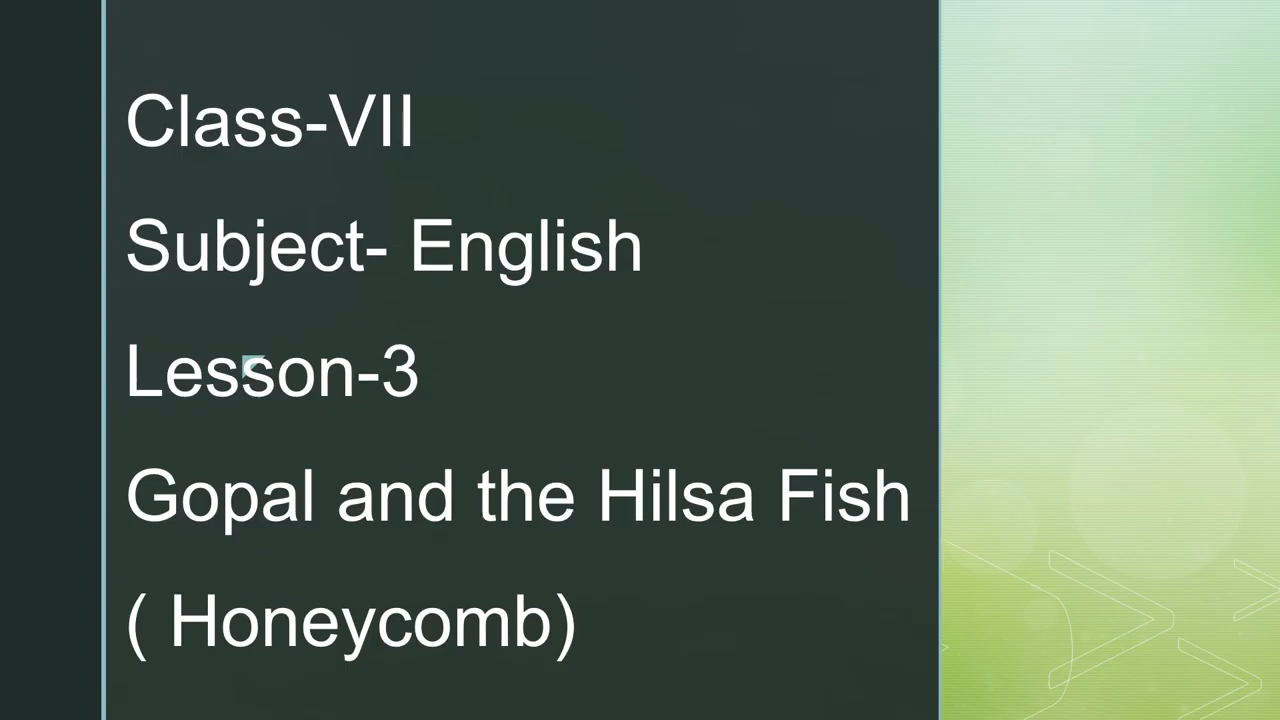 Class-VII
Subject- English
Lesson-3
Gopal and the Hilsa Fish
( Honeycomb)